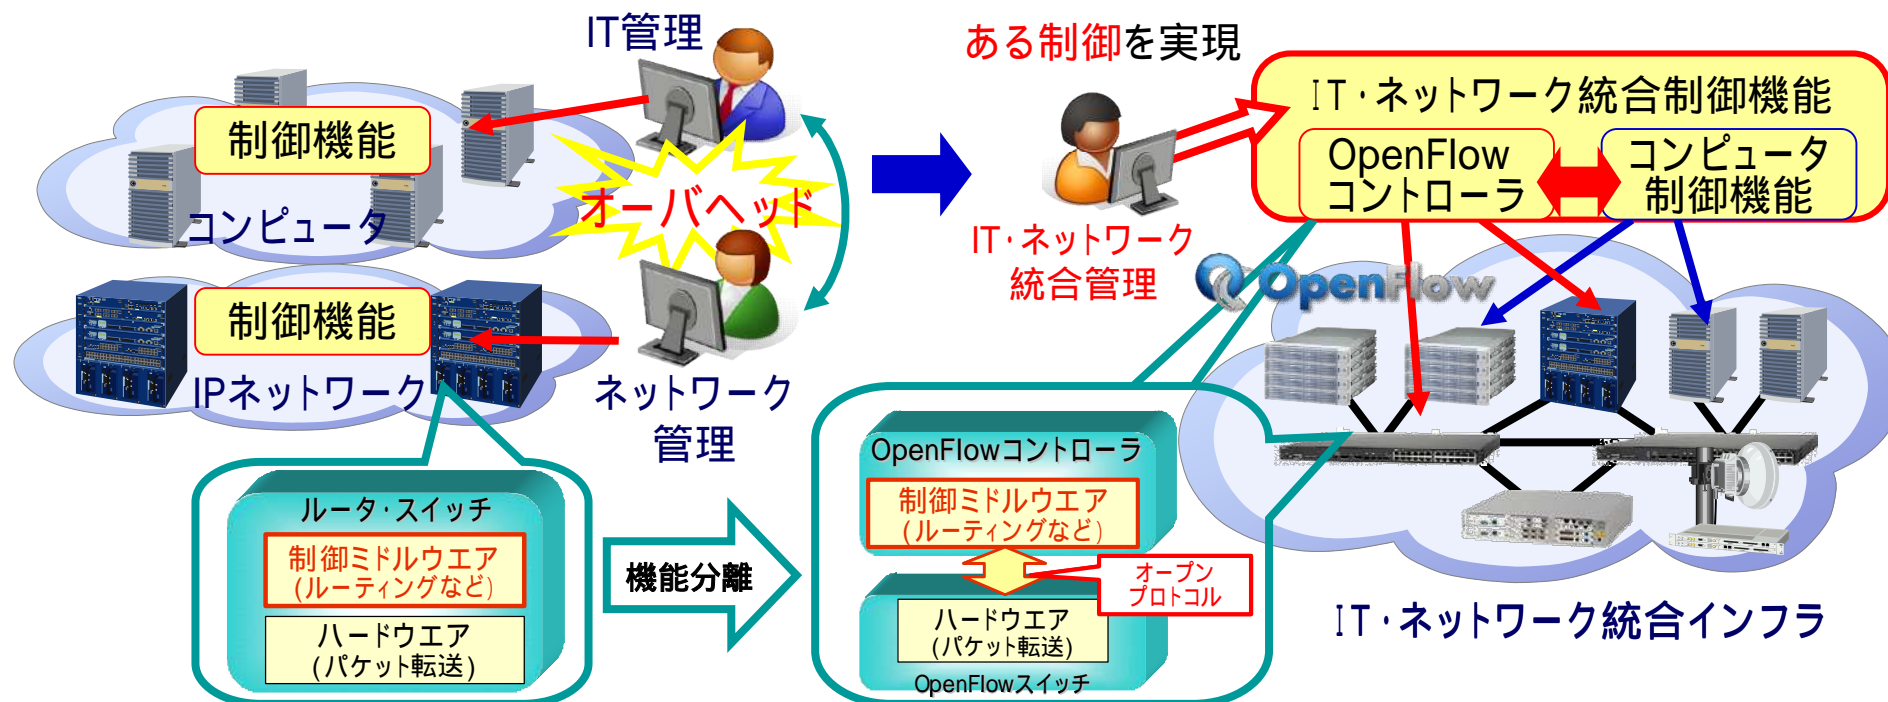 IT管理
制御機能
コンピュータ
オーバヘッド
制御機能
IPネットワーク
ネットワーク
管理
ルータ・スイッチ
制御ミドルウエア
(ルーティングなど)
ハードウエア
(パケット転送)
機能分離
ある制御を実現
IT・ネットワーク
統合管理
IT・ネットワーク統合制御機能
OpenFlow
コントローラ
コンピュータ
制御機能
OpenFlow
OpenFlowコントローラ
制御ミドルウエア
(ルーティングなど)
オープン
プロトコル
ハードウエア
(パケット転送)
OpenFlowスイッチ
IT・ネットワーク統合インフラ